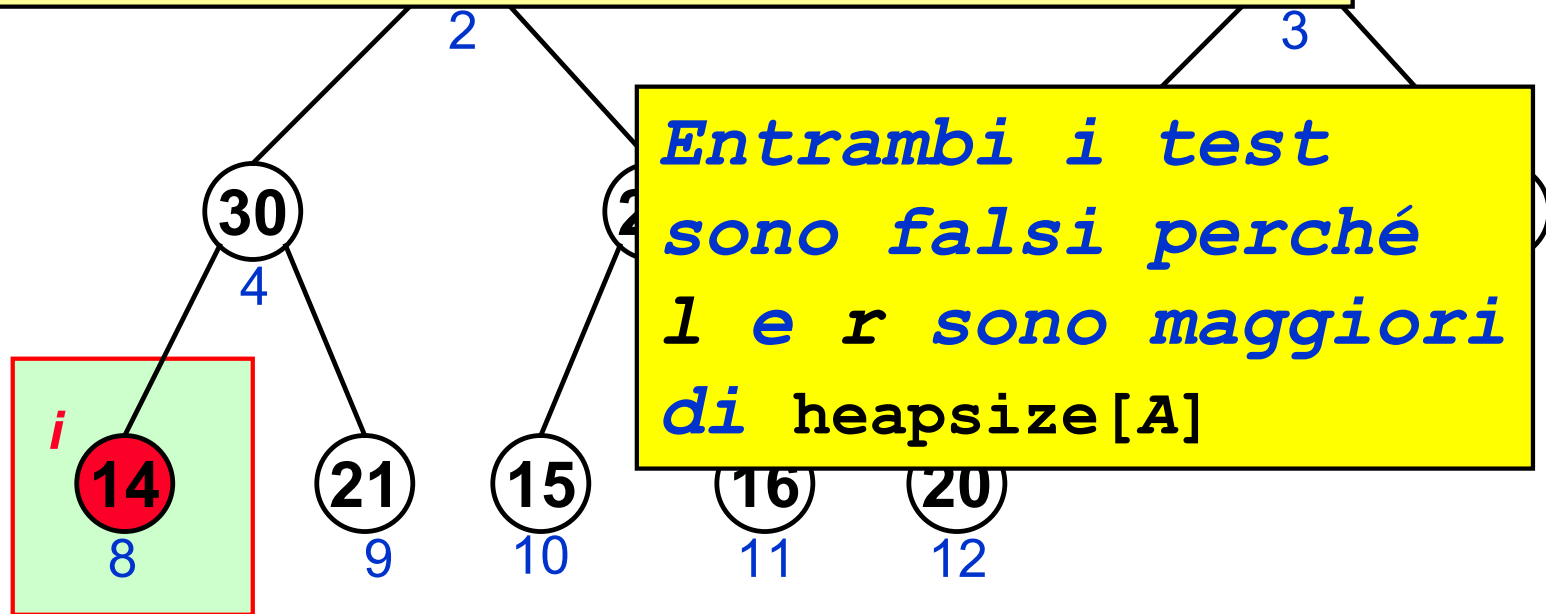 2 3
Entrambi i test
sono falsi perché
l e r sono maggiori
di heapsize[A]
30
4
i
14 21 15 16 20
8 9 10 11 12